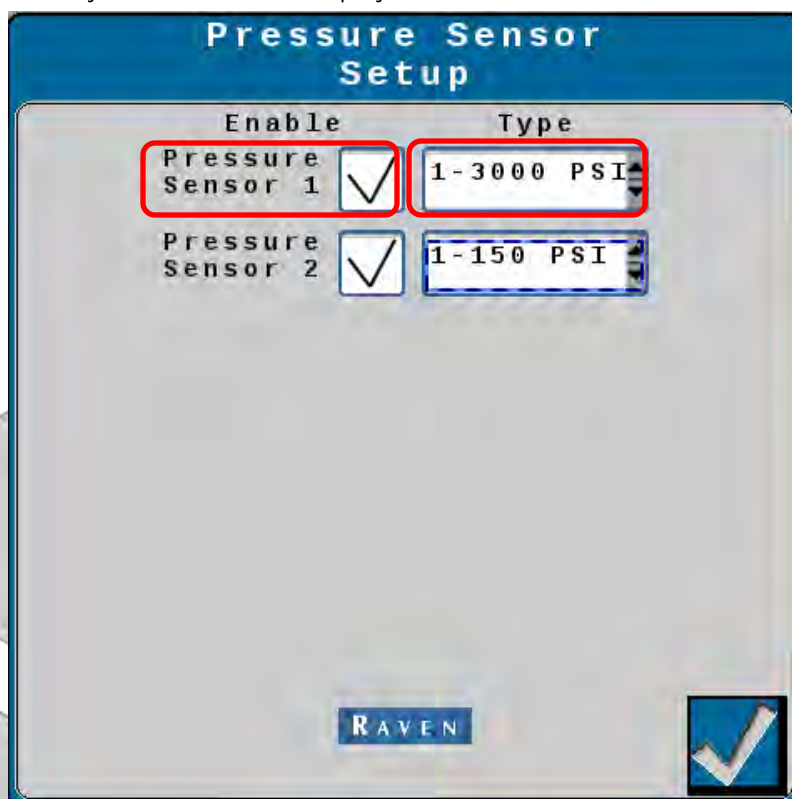 Pressure Sensor
Setup
Enable Type
Pressure
Sensor 1
1-3000 PSI
Pressure
Sensor 2
1-150 PSI
RAVEN